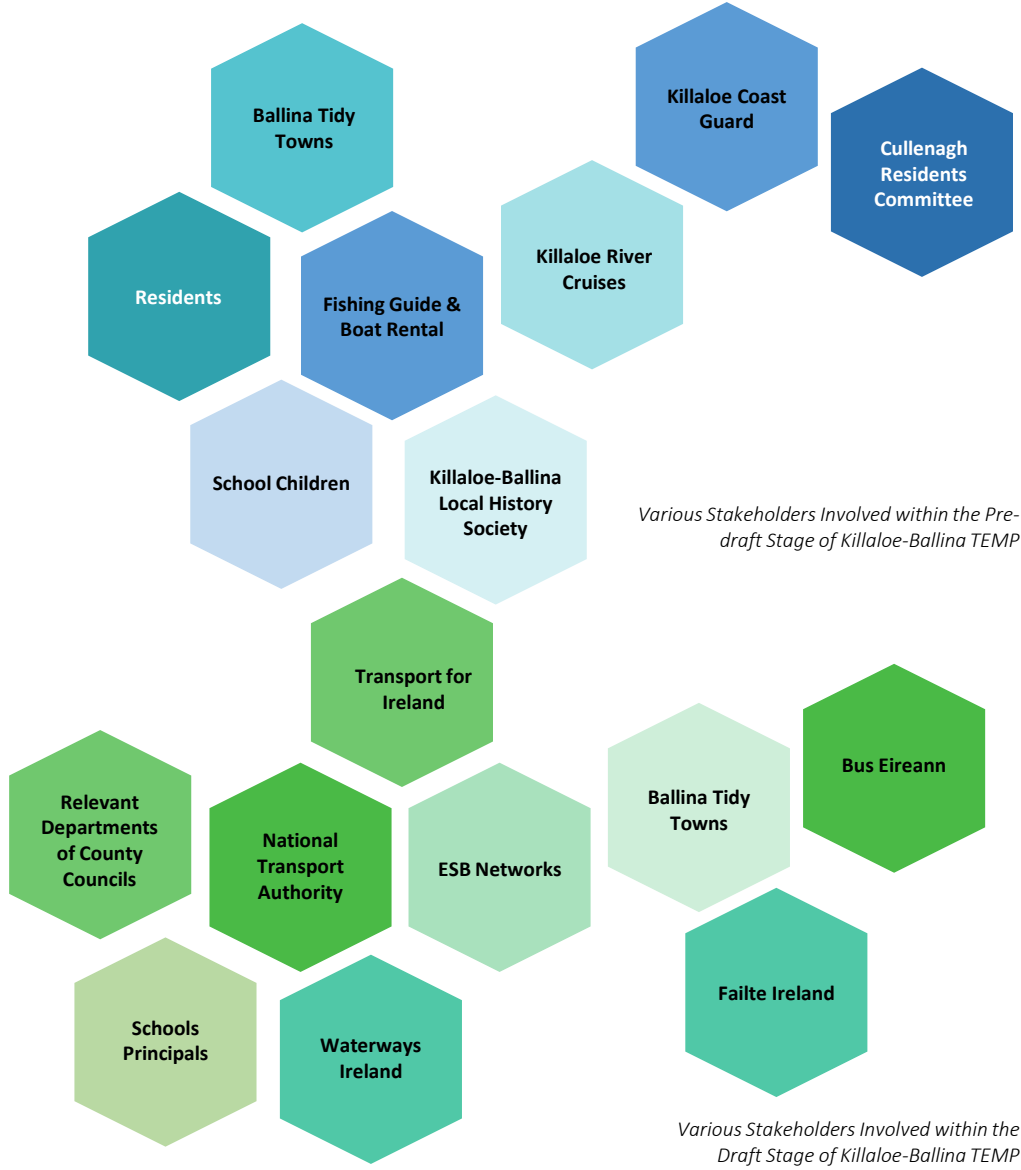 Ballina Tidy
Towns
Killaloe Coast
Guard
Cullenagh
Residents
Committee
Residents
Fishing Guide &
Boat Rental
Killaloe River
Cruises
School Children
Killaloe-Ballina
Local History
Society
Various Stakeholders Involved within the Pre-
draft Stage of Killaloe-Ballina TEMP
Transport for
Ireland
Relevant
Departments
of County
Councils
National
Transport
Authority
ESB Networks
Ballina Tidy
Towns
Bus Eireann
Schools
Principals
Waterways
Ireland
Failte Ireland
Various Stakeholders Involved within the
Draft Stage of Killaloe-Ballina TEMP